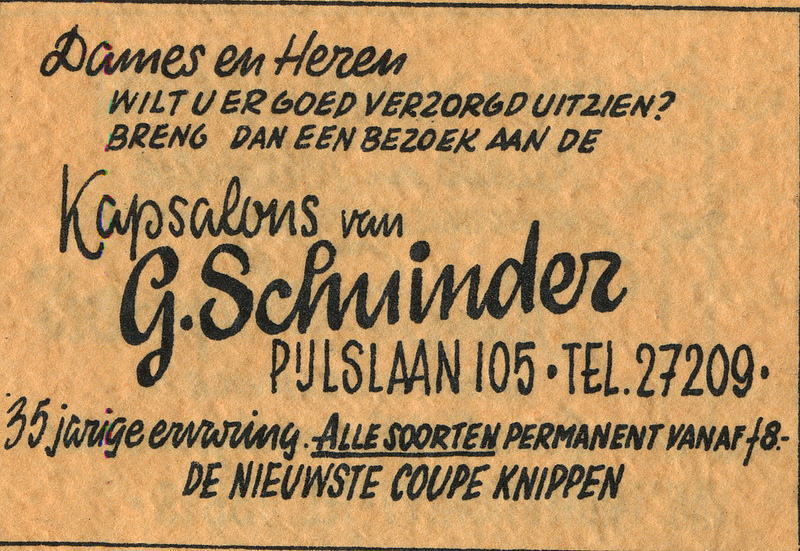 Dames en Heren
WILT U ER GOED VERZORGD UITZIEN?
BRENG DAN EEN BEZOEK AAN DE
Kapsalons van
G. Schuinder
PIJLSLAAN 105 • TEL. 27209 •
35 jarige ervaring. ALLE SOORTEN PERMANENT VANAF f8.-
DE NIEUWSTE COUPE KNIPPEN